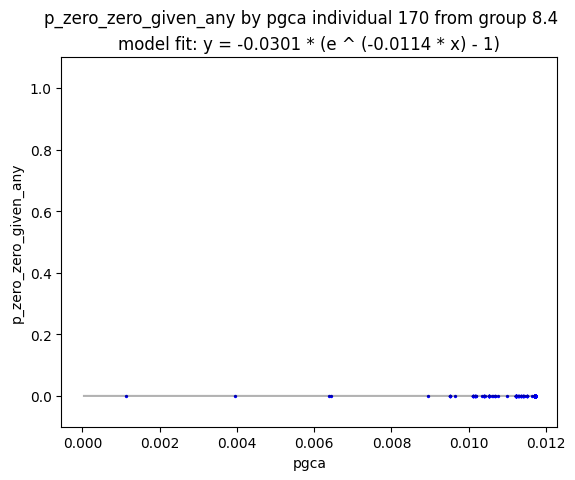 p_zero_zero_given_any by pgca individual 170 from group 8.4
model fit: y = -0.0301 * (e ^ (-0.0114 * x) - 1)
p_zero_zero_given_any
1.0
0.8
0.6
0.4
0.2
0.0
0.000 0.002 0.004 0.006 0.008 0.010 0.012
pgca